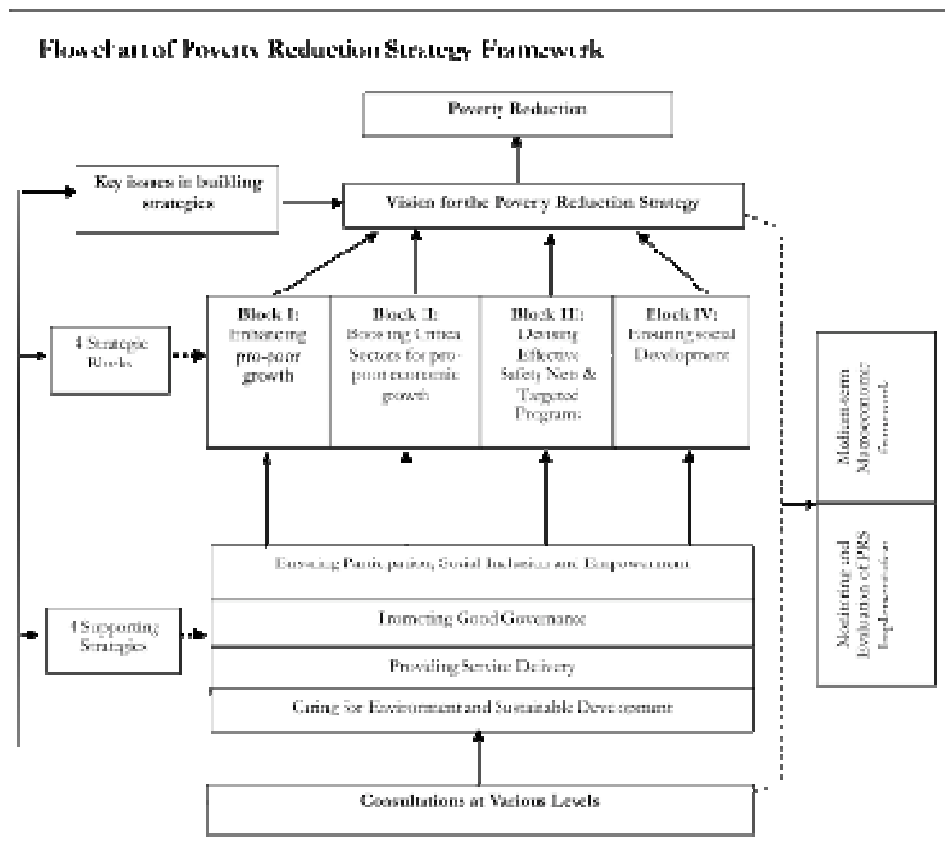 Flowchart of Poverty Reduction Strategy Framework
Poverty Reduction
Key issues in building
strategies
Vision for the Poverty Reduction Strategy
4 Strategic
Blocks
Block I:
Enhancing
pro-poor
growth
Block II:
Boosting Critical
Sectors for pro-
poor economic
growth
Block III:
Devising
Effective
Safety Nets &
Targeted
Programs
Block IV:
Ensuring social
Development
Medium-term
Macroeconomic
framework
Monitoring and
Evaluation of PRS
Implementation
4 Supporting
Strategies
Ensuring Participation, Social Inclusion and Empowerment
Promoting Good Governance
Providing Service Delivery
Caring for Environment and Sustainable Development
Consultations at Various Levels